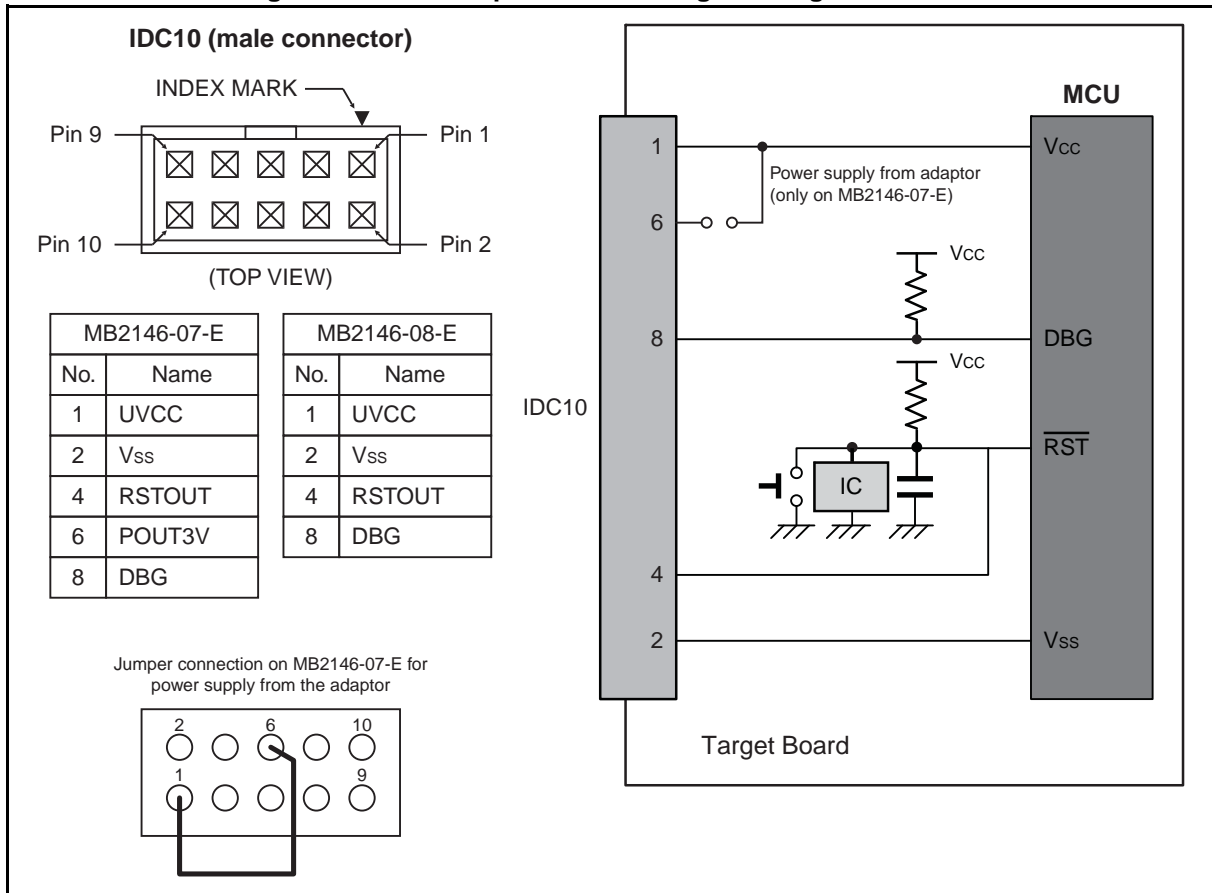 IDC10 (male connector)
INDEX MARK
Pin 9
Pin 1
Pin 10
Pin 2
(TOP VIEW)
MB2146-07-E
No. Name
1 UVCC
2 Vss
4 RSTOUT
6 POUT3V
8 DBG
MB2146-08-E
No. Name
1 UVCC
2 Vss
4 RSTOUT
8 DBG
Jumper connection on MB2146-07-E for
power supply from the adaptor
2 6 10
1 9
IDC10
MCU
1
Vcc
Power supply from adaptor
(only on MB2146-07-E)
6
Vcc
8
DBG
Vcc
RST
IC
4
2
Vss
Target Board